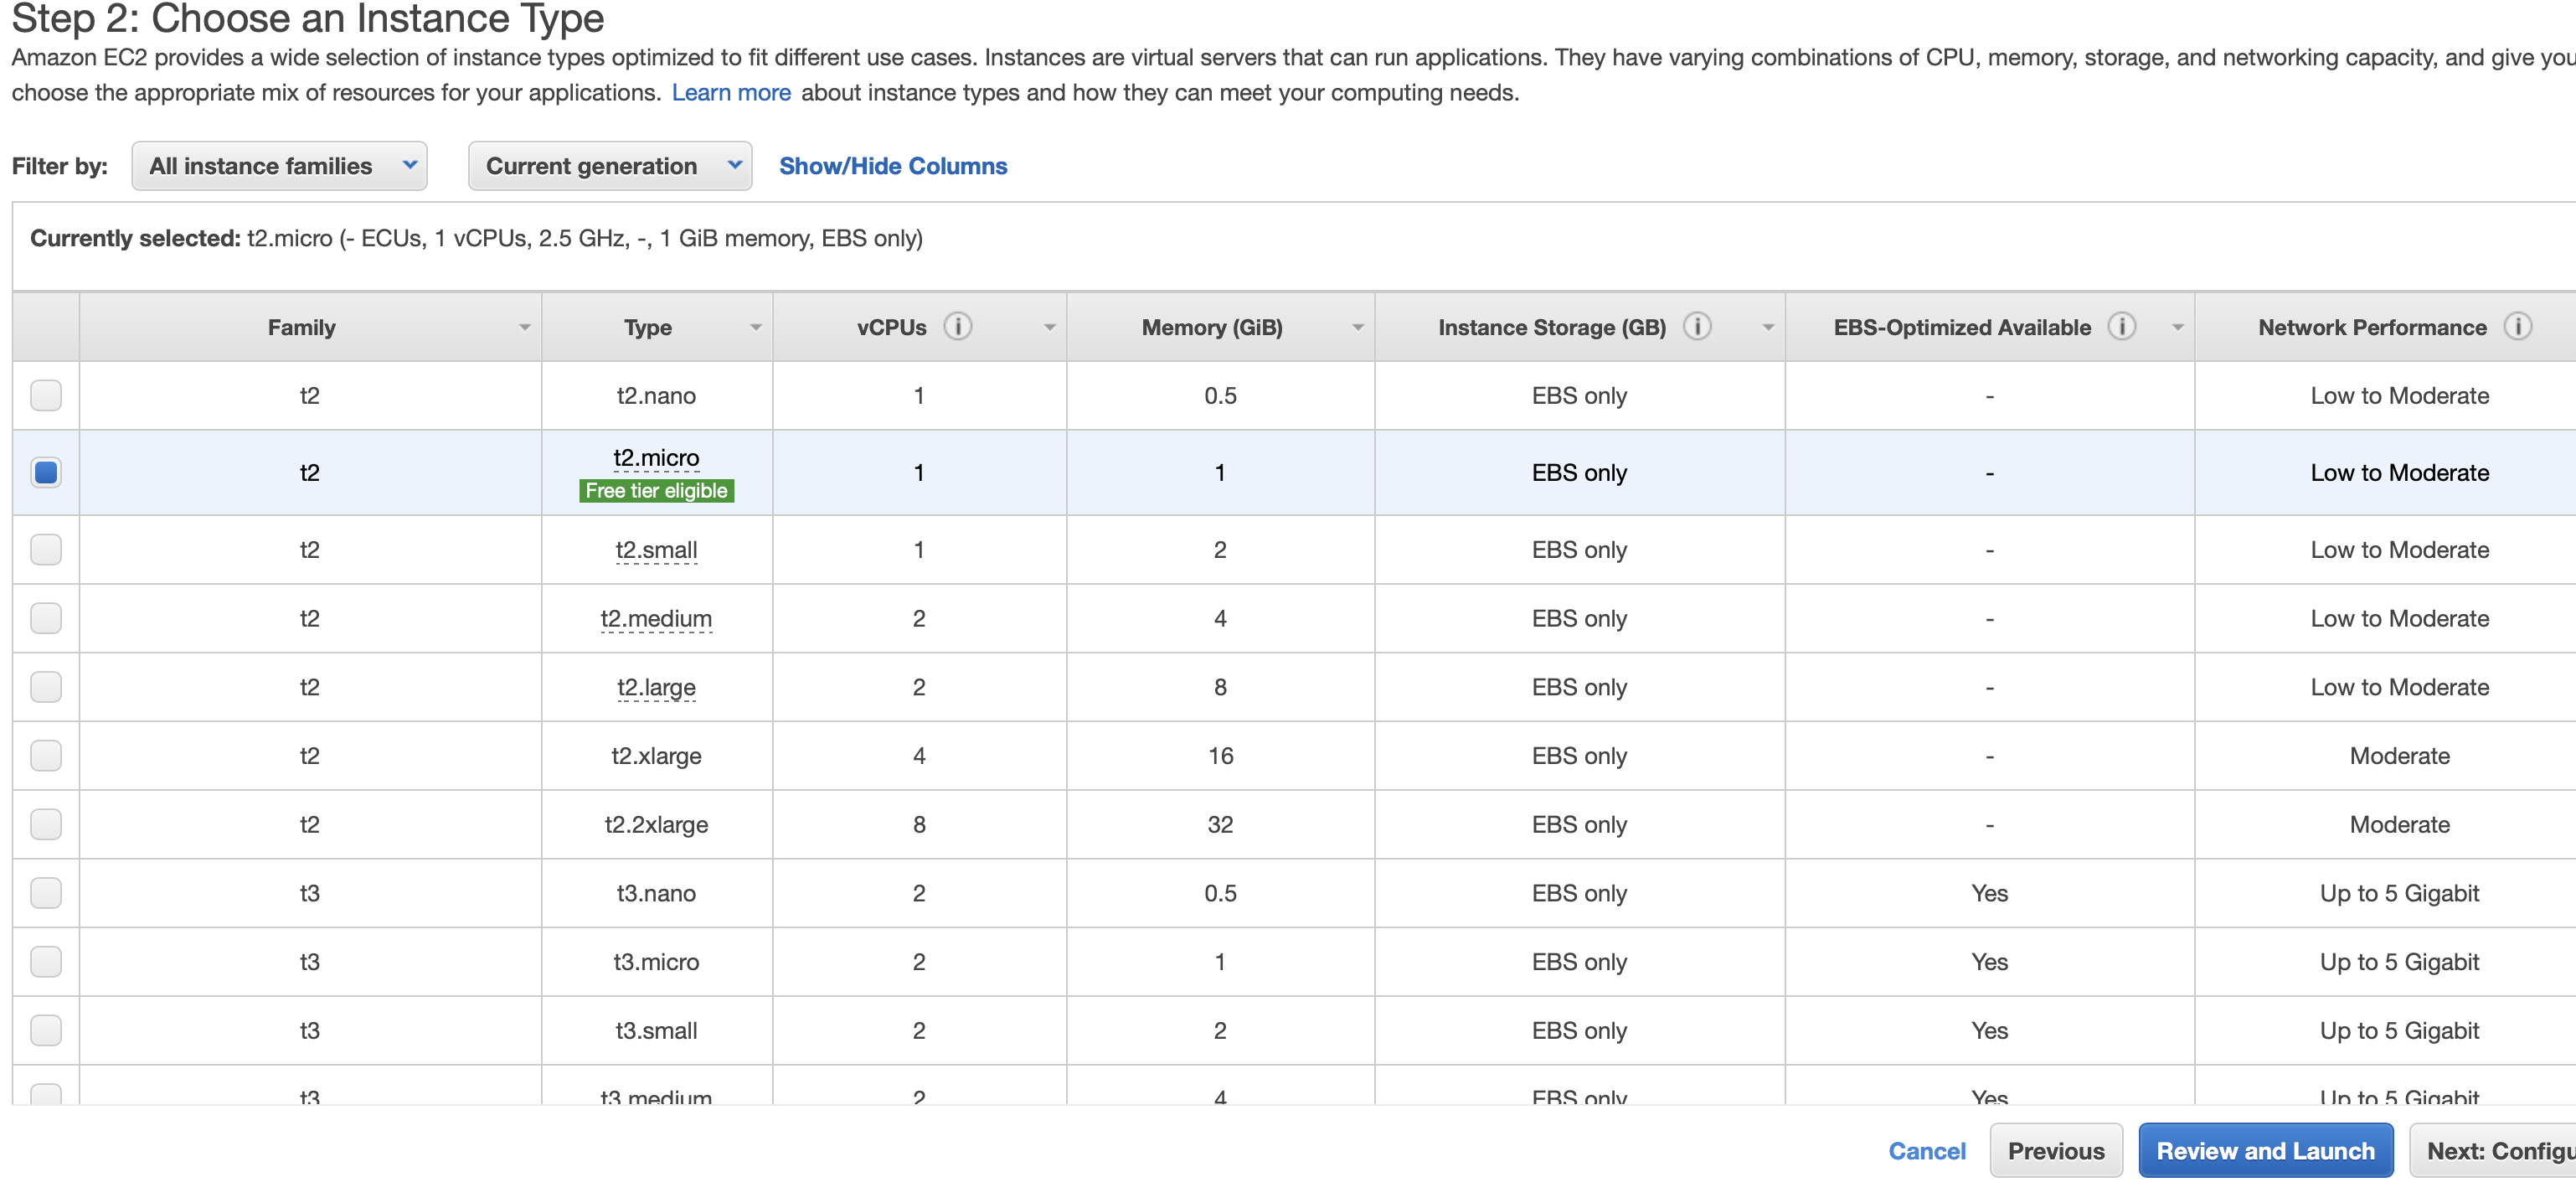 Step 2: Choose an Instance Type
Amazon EC2 provides a wide selection of instance types optimized to fit different use cases. Instances are virtual servers that can run applications. They have varying combinations of CPU, memory, storage, and networking capacity, and give you
choose the appropriate mix of resources for your applications. Learn more about instance types and how they can meet your computing needs.
Filter by: All instance families Current generation Show/Hide Columns
Currently selected: t2.micro (- ECUs, 1 vCPUs, 2.5 GHz, -, 1 GiB memory, EBS only)
Family Type vCPUs Memory (GiB) Instance Storage (GB) EBS-Optimized Available Network Performance
t2 t2.nano 1 0.5 EBS only - Low to Moderate
t2 t2.micro 1 1 EBS only - Low to Moderate
Free tier eligible
t2 t2.small 1 2 EBS only - Low to Moderate
t2 t2.medium 2 4 EBS only - Low to Moderate
t2 t2.large 2 8 EBS only - Low to Moderate
t2 t2.xlarge 4 16 EBS only - Moderate
t2 t2.2xlarge 8 32 EBS only - Moderate
t3 t3.nano 2 0.5 EBS only Yes Up to 5 Gigabit
t3 t3.micro 2 1 EBS only Yes Up to 5 Gigabit
t3 t3.small 2 2 EBS only Yes Up to 5 Gigabit
t3 t3.medium 2 4 EBS only Yes Up to 5 Gigabit
Cancel Previous Review and Launch Next: Configu